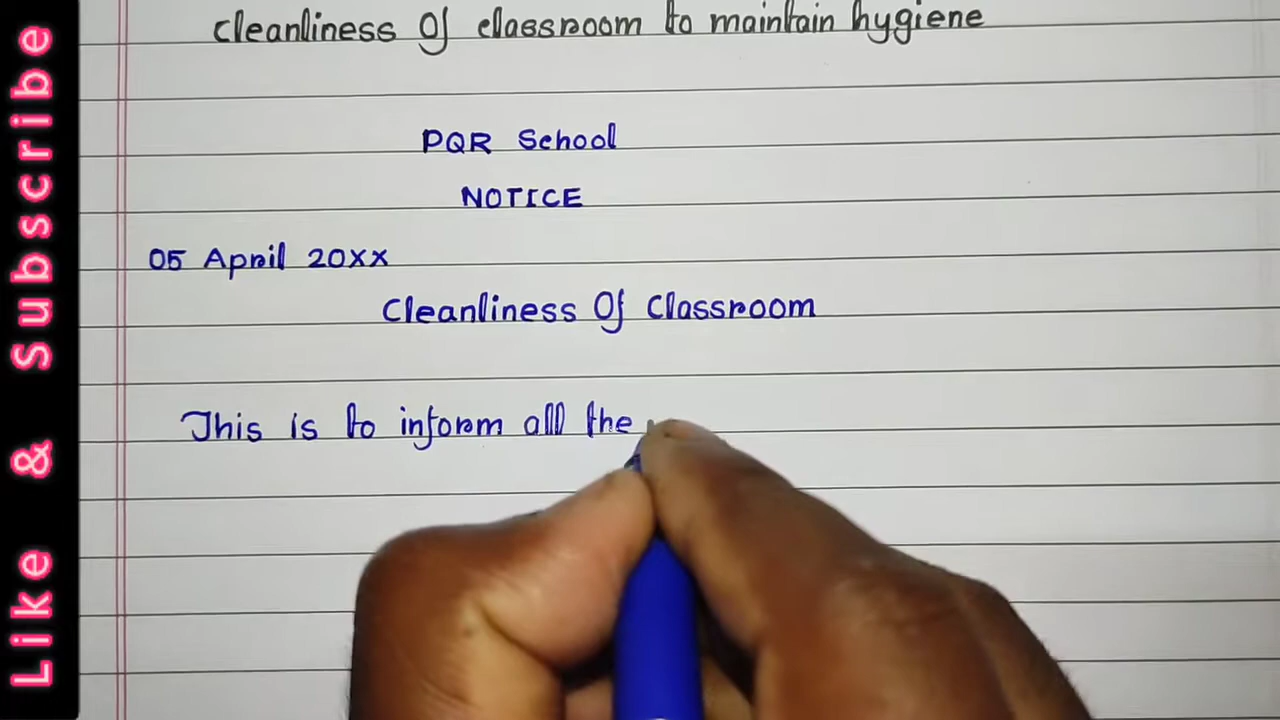 cleanliness Of classroom to maintain hygiene
PQR School
NOTICE
05 April 20XX
Cleanliness Of Classroom
This is to inform all the
Like & Subscribe